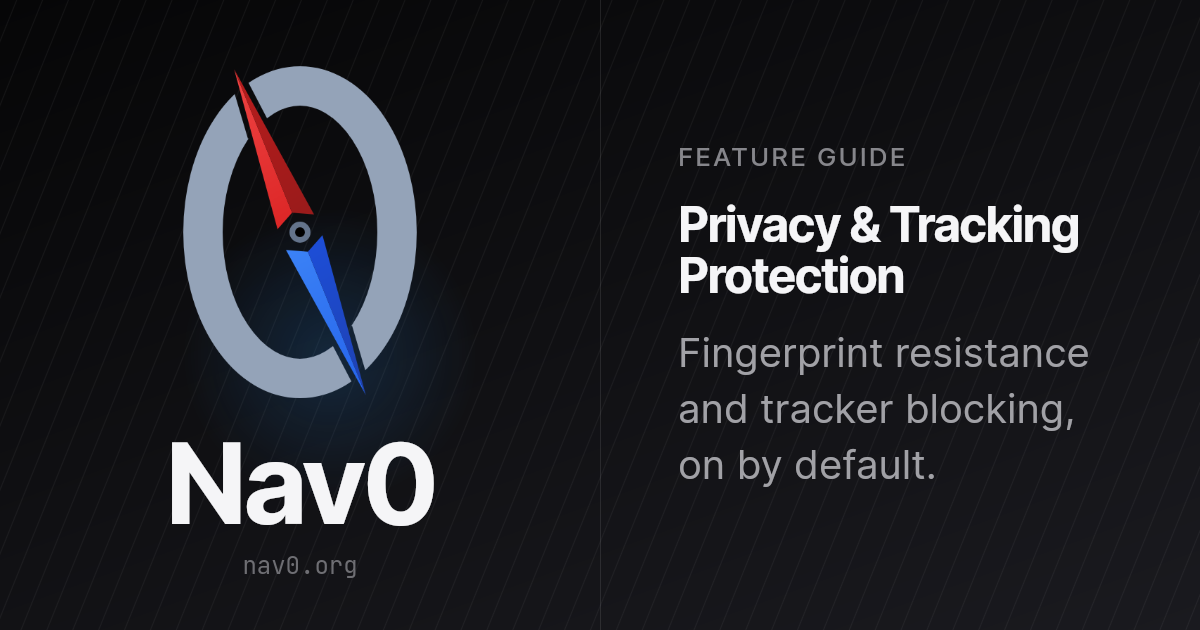 Nav0
nav0.org
FEATURE GUIDE
Privacy & Tracking
Protection
Fingerprint resistance
and tracker blocking,
on by default.